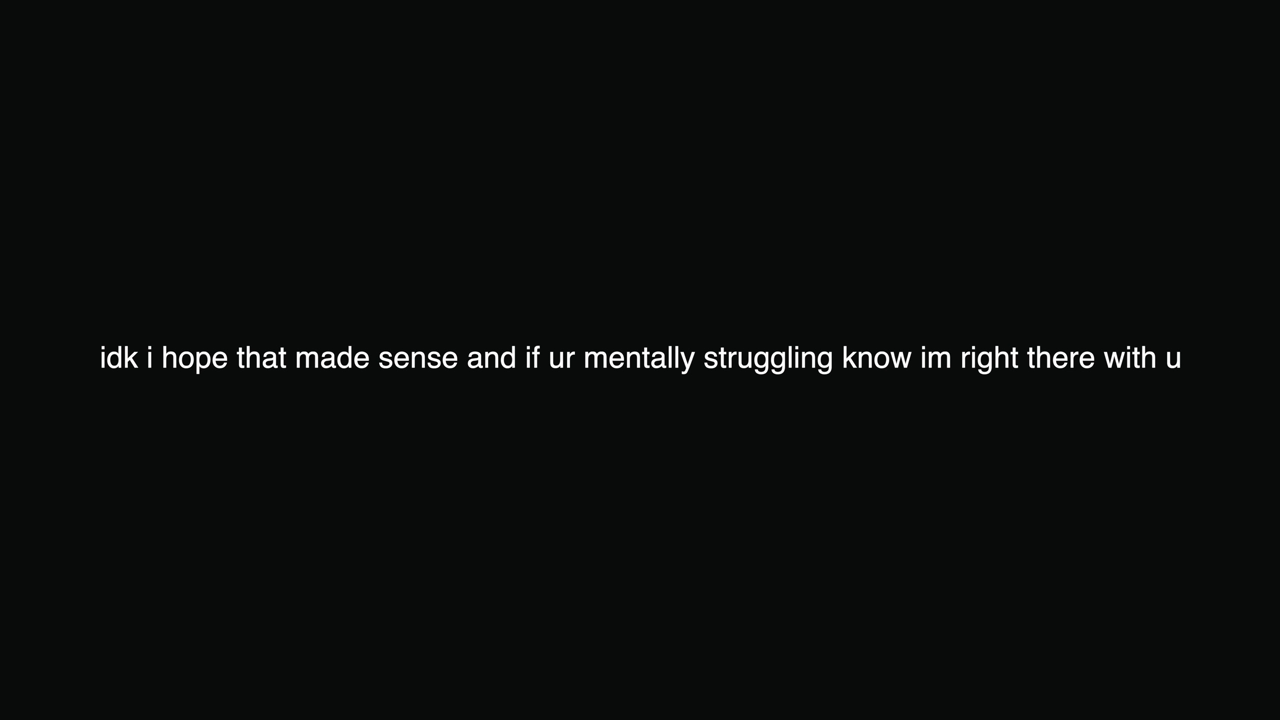 idk i hope that made sense and if ur mentally struggling know im right there with u